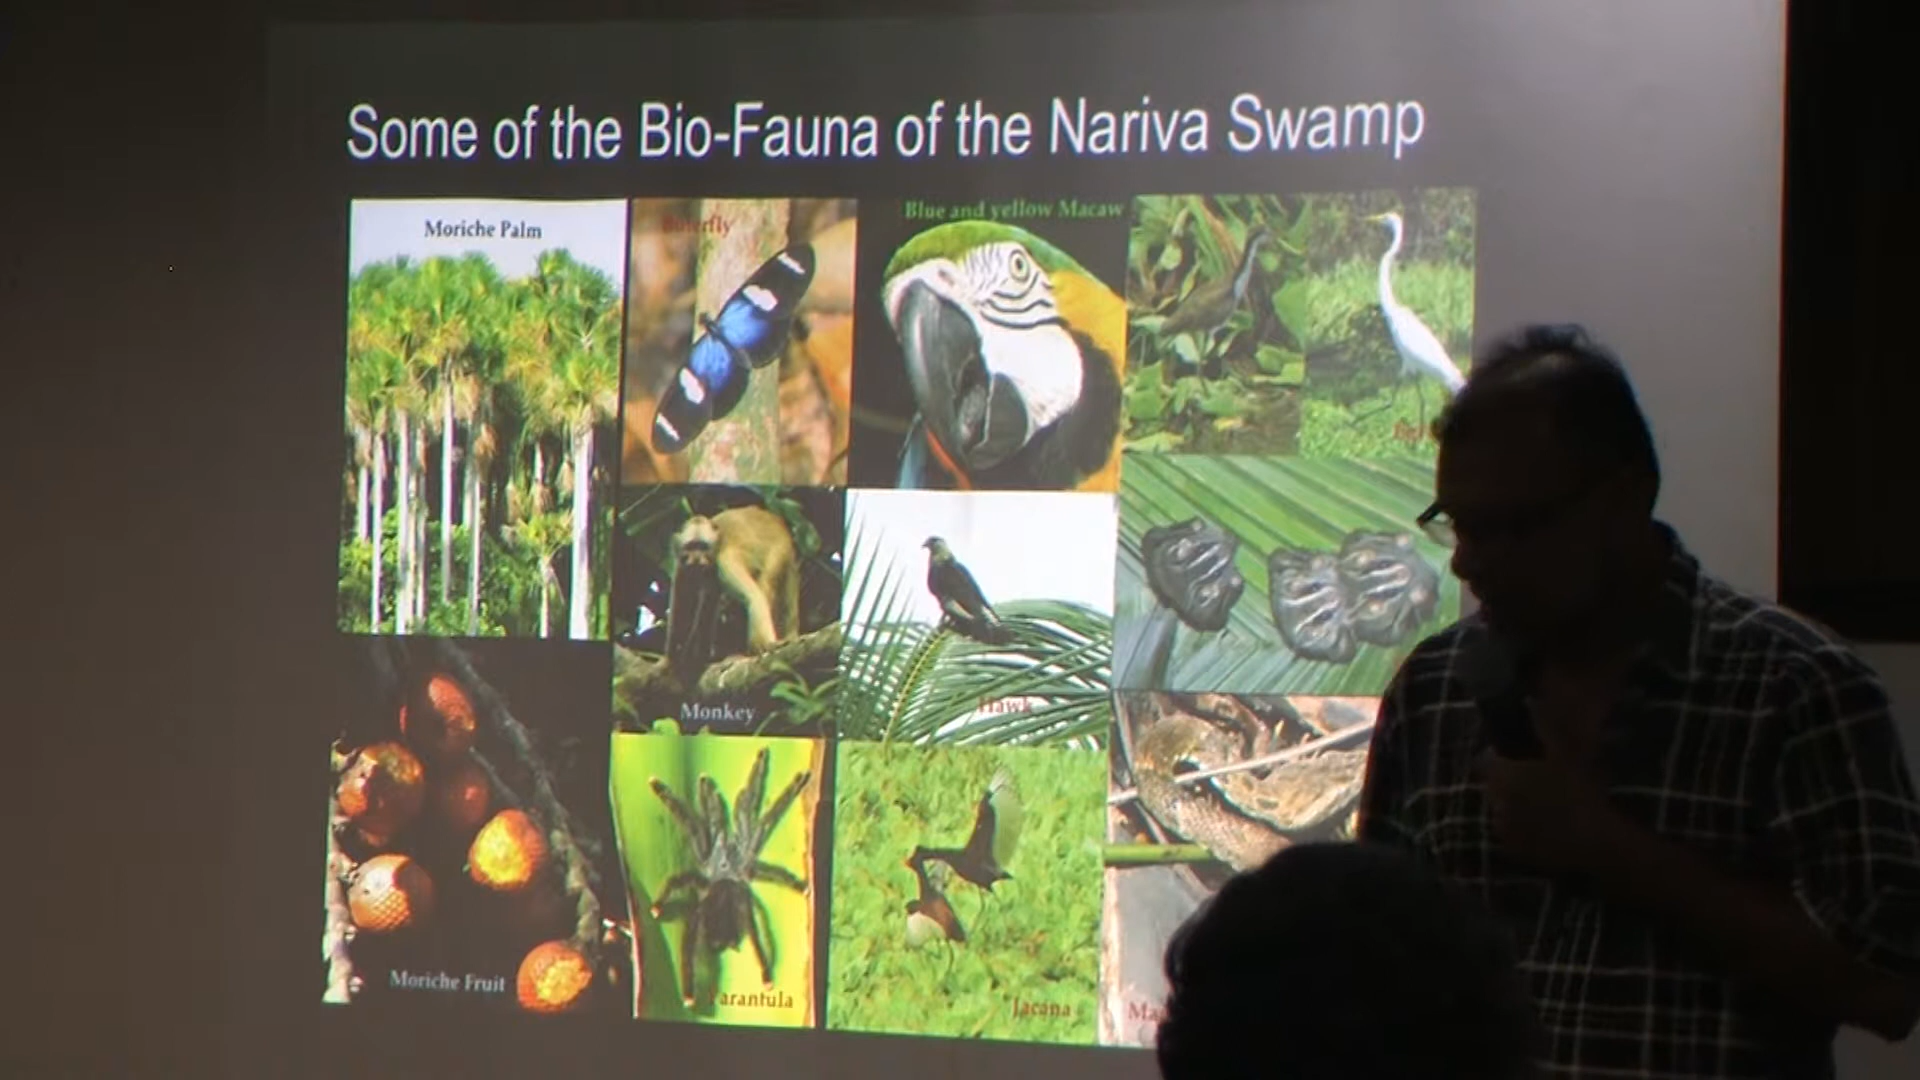 Some of the Bio-Fauna of the Nariva Swamp
Moriche Palm
Butterfly
Blue and yellow Macaw
Monkey
Hawk
Moriche Fruit
Tarantula
Jacana